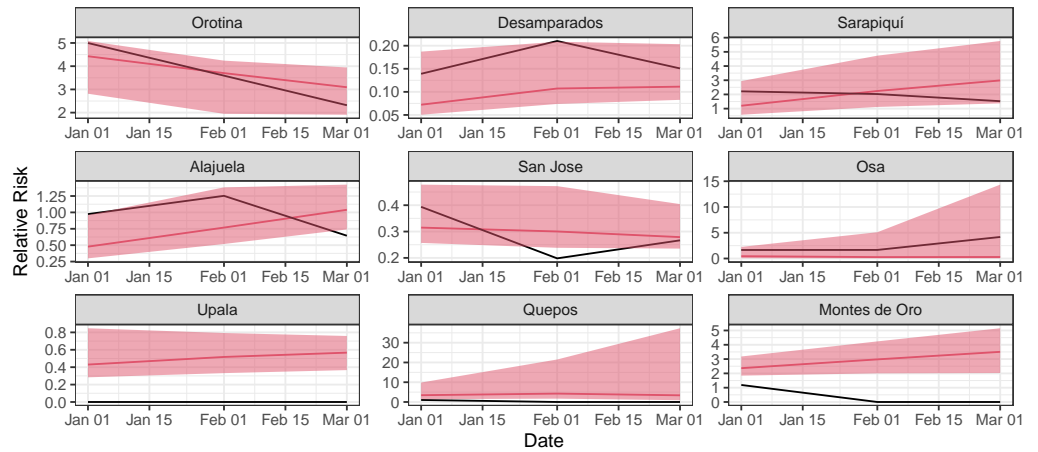 Orotina
Desamparados
Sarapiquí
5
4
3
2
0.20
0.15
0.10
0.05
6
5
4
3
2
1
Jan 01 Jan 15 Feb 01 Feb 15 Mar 01
Jan 01 Jan 15 Feb 01 Feb 15 Mar 01
Jan 01 Jan 15 Feb 01 Feb 15 Mar 01
Relative Risk
Alajuela
San Jose
Osa
1.25
1.00
0.75
0.50
0.25
0.4
0.3
0.2
15
10
5
0
Jan 01 Jan 15 Feb 01 Feb 15 Mar 01
Jan 01 Jan 15 Feb 01 Feb 15 Mar 01
Jan 01 Jan 15 Feb 01 Feb 15 Mar 01
Upala
Quepos
Montes de Oro
0.8
0.6
0.4
0.2
0.0
30
20
10
0
5
4
3
2
1
0
Jan 01 Jan 15 Feb 01 Feb 15 Mar 01
Jan 01 Jan 15 Feb 01 Feb 15 Mar 01
Jan 01 Jan 15 Feb 01 Feb 15 Mar 01
Date